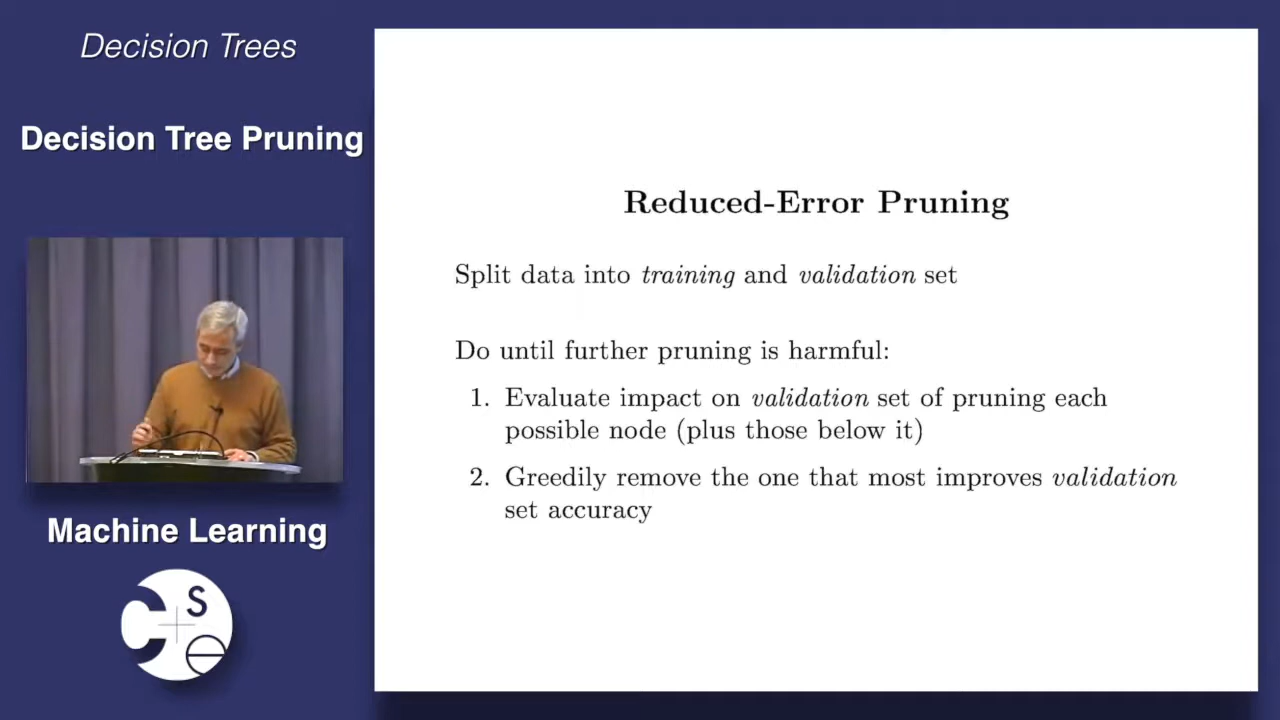 Decision Trees
Decision Tree Pruning
Machine Learning
C S e
Reduced-Error Pruning
Split data into training and validation set
Do until further pruning is harmful:
1. Evaluate impact on validation set of pruning each
possible node (plus those below it)
2. Greedily remove the one that most improves validation
set accuracy